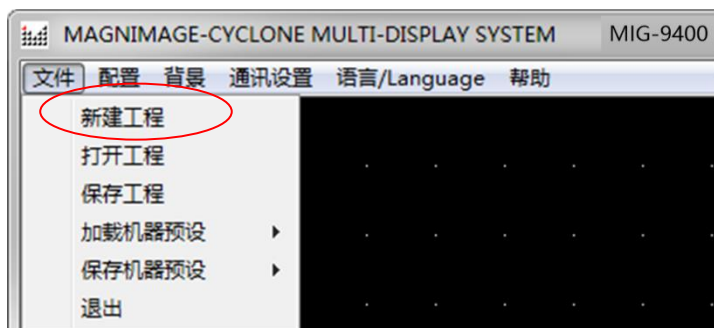 MAGNIMAGE-CYCLONE MULTI-DISPLAY SYSTEM MIG-9400
文件 配置 背景 通讯设置 语言/Language 帮助
新建工程
打开工程
保存工程
加载机器预设
保存机器预设
退出